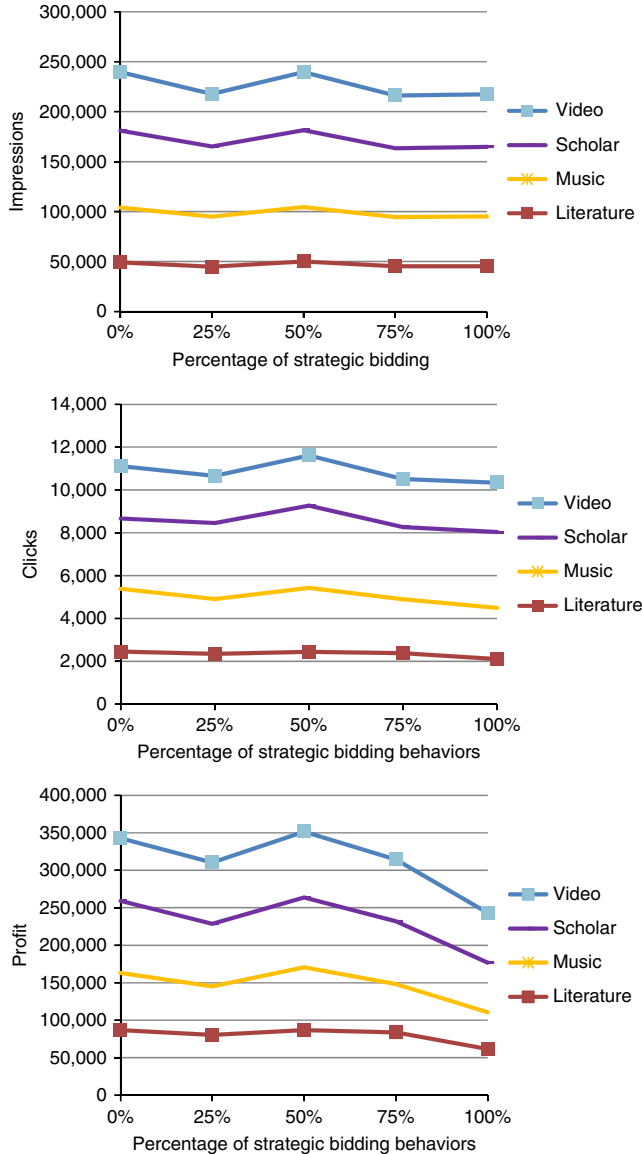 300,000
250,000
200,000
150,000
100,000
50,000
0
Impressions
0% 25% 50% 75% 100%
Percentage of strategic bidding
Video
Scholar
Music
Literature
14,000
12,000
10,000
8,000
6,000
4,000
2,000
0
Clicks
0% 25% 50% 75% 100%
Percentage of strategic bidding behaviors
Video
Scholar
Music
Literature
400,000
350,000
300,000
250,000
200,000
150,000
100,000
50,000
0
Profit
0% 25% 50% 75% 100%
Percentage of strategic bidding behaviors
Video
Scholar
Music
Literature